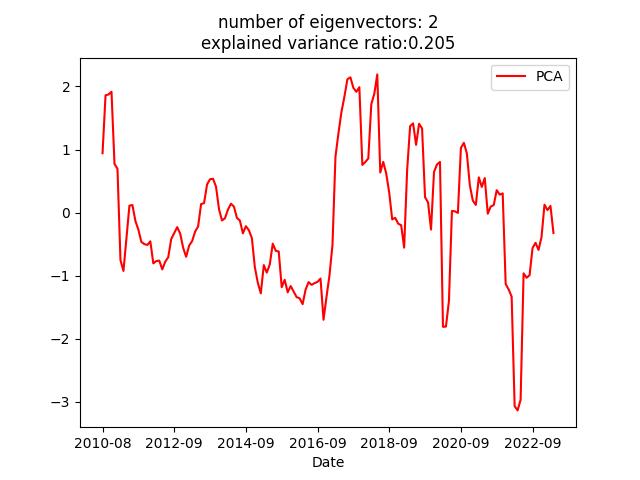 number of eigenvectors: 2
explained variance ratio:0.205
PCA
2
1
0
−1
−2
−3
2010-08 2012-09 2014-09 2016-09 2018-09 2020-09 2022-09
Date